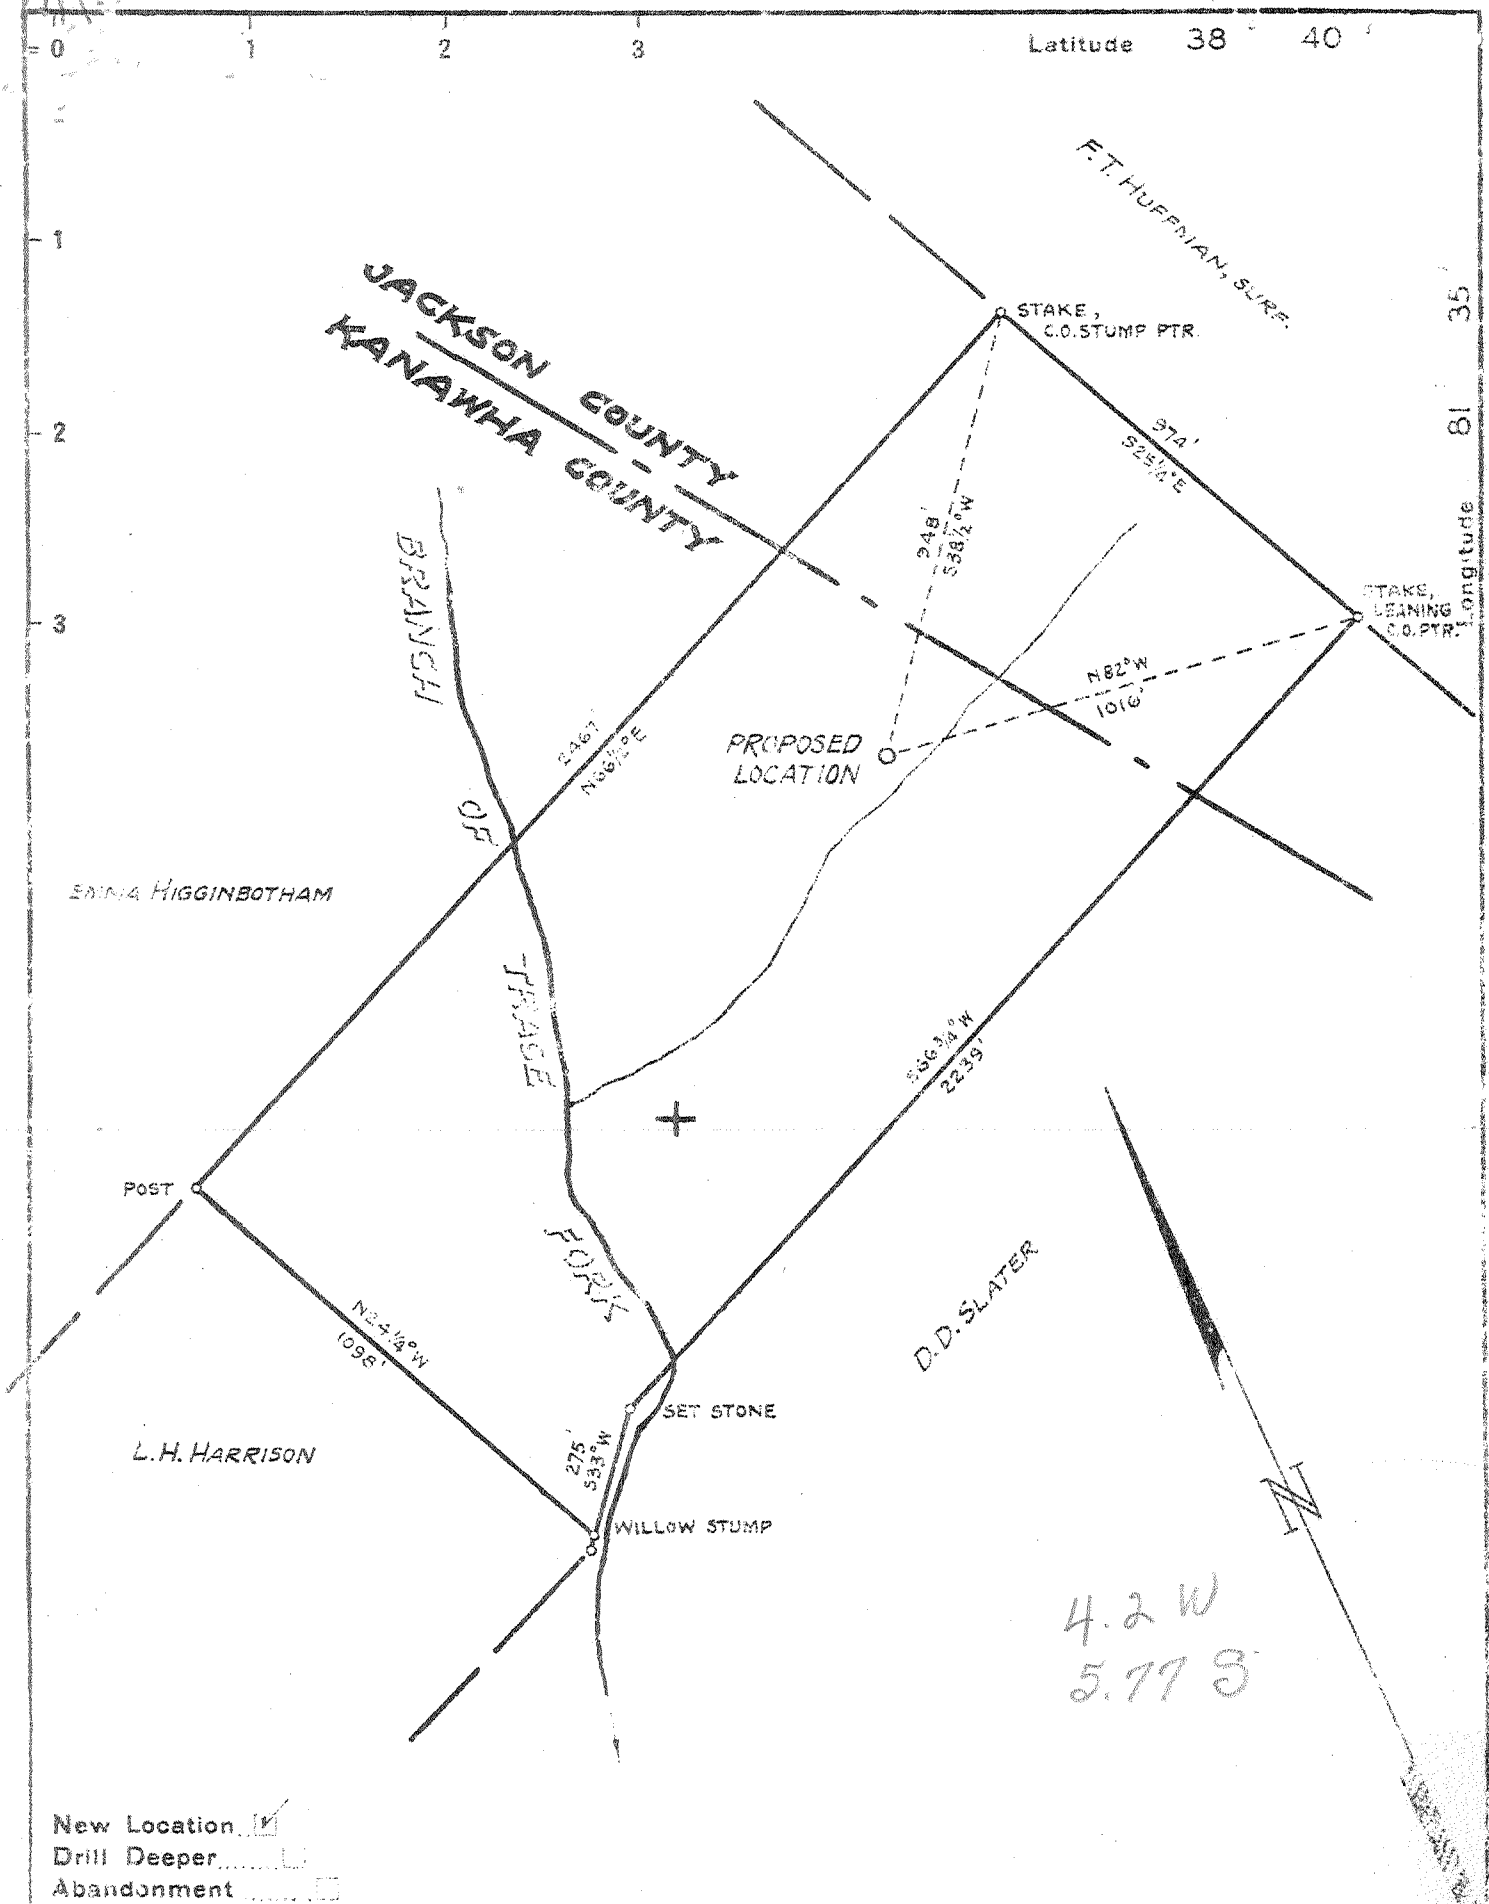 = 0 1 2 3 Latitude 38° 40'
1
2
3
F.T. HUFFMAN, SURF.
35'
81
Longitude
JACKSON COUNTY
KANAWHA COUNTY
STAKE,
C.O. STUMP PTR.
974'
S25¼°E
948'
S38½°W
STAKE,
LEANING
C.O. PTR.
N82°W
1016'
BRANCH
OF
TRACE
FORK
2467'
N66½°E
PROPOSED
LOCATION
EMMA HIGGINBOTHAM
S66¾°W
2239'
POST
N24¼°W
1098'
D.D. SLATER
SET STONE
275'
S33°W
L.H. HARRISON
WILLOW STUMP
N
4.2 W
5.77 S
New Location
Drill Deeper
Abandonment